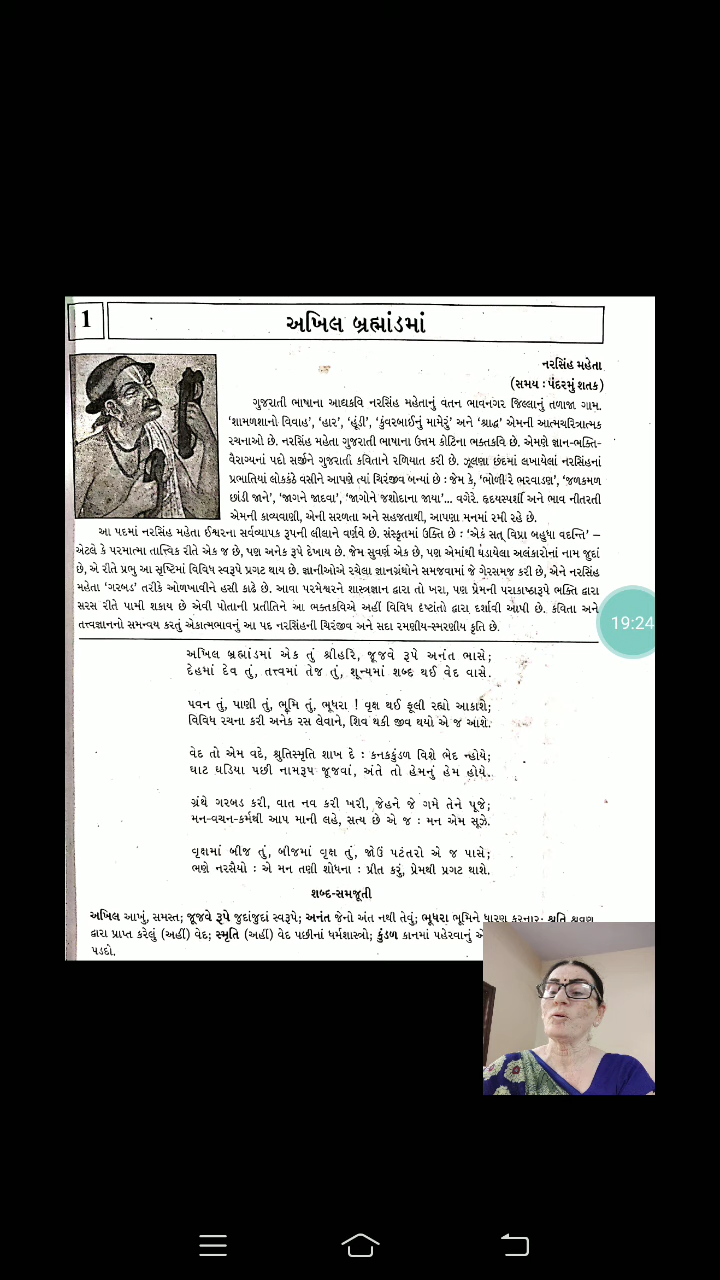 1
અખિલ બ્રહ્માંડમાં
નરસિંહ મહેતા
(સમય : પંદરમું શતક)
ગુજરાતી ભાષાના આદ્યકવિ નરસિંહ મહેતાનું વતન ભાવનગર જિલ્લાનું તળાજા ગામ.
'શામળશાનો વિવાહ', 'હાર', 'હૂંડી', 'કુંવરબાઈનું મામેરું' અને 'શ્રાદ્ધ' એમની આત્મચરિત્રાત્મક
રચનાઓ છે. નરસિંહ મહેતા ગુજરાતી ભાષાના ઉત્તમ કોટિના ભક્તકવિ છે. એમણે જ્ઞાન-ભક્તિ-
વૈરાગ્યનાં પદો સર્જીને ગુજરાતી કવિતાને રળિયાત કરી છે. ઝૂલણા છંદમાં લખાયેલાં નરસિંહનાં
પ્રભાતિયાં લોકકંઠે વસીને આપણે ત્યાં ચિરંજીવ બન્યાં છે : જેમ કે, 'ભોળી રે ભરવાડણ', 'જળકમળ
છાંડી જાને', 'જાગને જાદવા', 'જાગોને જશોદાના જાયા'... વગેરે. હૃદયસ્પર્શી અને ભાવ નીતરતી
એમની કાવ્યવાણી, એની સરળતા અને સહજતાથી, આપણા મનમાં રમી રહે છે.
આ પદમાં નરસિંહ મહેતા ઈશ્વરના સર્વવ્યાપક રૂપની લીલાને વર્ણવે છે. સંસ્કૃતમાં ઉક્તિ છે : 'એકં સત્ વિપ્રા બહુધા વદન્તિ' –
એટલે કે પરમાત્મા તાત્ત્વિક રીતે એક જ છે, પણ અનેક રૂપે દેખાય છે. જેમ સુવર્ણ એક છે, પણ એમાંથી ઘડાયેલા અલંકારોનાં નામ જુદાં
છે, એ રીતે પ્રભુ આ સૃષ્ટિમાં વિવિધ સ્વરૂપે પ્રગટ થાય છે. જ્ઞાનીઓએ રચેલા જ્ઞાનગ્રંથોને સમજવામાં જે ગેરસમજ કરી છે, એને નરસિંહ
મહેતા 'ગરબડ' તરીકે ઓળખાવીને હસી કાઢે છે. આવા પરમેશ્વરને શાસ્ત્રજ્ઞાન દ્વારા તો ખરા, પણ પ્રેમની પરાકાષ્ઠારૂપે ભક્તિ દ્વારા
સરસ રીતે પામી શકાય છે એવી પોતાની પ્રતીતિને આ ભક્તકવિએ અહીં વિવિધ દૃષ્ટાંતો દ્વારા દર્શાવી આપી છે. કવિતા અને
તત્ત્વજ્ઞાનનો સમન્વય કરતું એકાત્મભાવનું આ પદ નરસિંહની ચિરંજીવ અને સદા રમણીય-સ્મરણીય કૃતિ છે.
19:24
અખિલ બ્રહ્માંડમાં એક તું શ્રીહરિ, જૂજવે રૂપે અનંત ભાસે;
દેહમાં દેવ તું, તત્ત્વમાં તેજ તું, શૂન્યમાં શબ્દ થઈ વેદ વાસે.
પવન તું, પાણી તું, ભૂમિ તું, ભૂધરા ! વૃક્ષ થઈ ફૂલી રહ્યો આકાશે;
વિવિધ રચના કરી અનેક રસ લેવાને, શિવ થકી જીવ થયો એ જ આશે.
વેદ તો એમ વદે, શ્રુતિસ્મૃતિ શાખ દે : કનકકુંડળ વિશે ભેદ ન્હોયે;
ઘાટ ઘડિયા પછી નામરૂપ જૂજવાં, અંતે તો હેમનું હેમ હોયે.
ગ્રંથે ગરબડ કરી, વાત નવ કરી ખરી, જેહને જે ગમે તેને પૂજે;
મન-વચન-કર્મથી આપ માની લહે, સત્ય છે એ જ : મન એમ સૂઝે.
વૃક્ષમાં બીજ તું, બીજમાં વૃક્ષ તું, જોઉં પટંતરો એ જ પાસે;
ભણે નરસૈયો : એ મન તણી શોધના : પ્રીત કરું, પ્રેમથી પ્રગટ થાશે.
શબ્દ-સમજૂતી
અખિલ આખું, સમસ્ત; જૂજવે રૂપે જુદાંજુદાં સ્વરૂપે; અનંત જેનો અંત નથી તેવું; ભૂધરા ભૂમિને ધારણ કરનાર; શ્રુતિ શ્રવણ
દ્વારા પ્રાપ્ત કરેલું (અહીં) વેદ; સ્મૃતિ (અહીં) વેદ પછીનાં ધર્મશાસ્ત્રો; કુંડળ કાનમાં પહેરવાનું
પડદો.